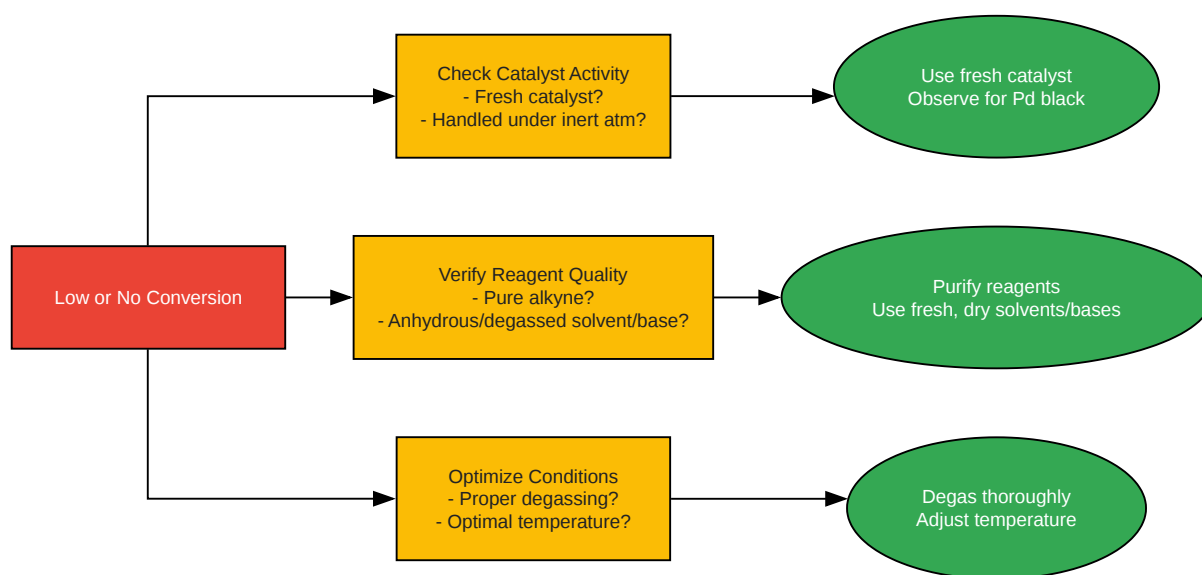 Check Catalyst Activity
- Fresh catalyst?
- Handled under inert atm?
Use fresh catalyst
Observe for Pd black
Low or No Conversion
Verify Reagent Quality
- Pure alkyne?
- Anhydrous/degassed solvent/base?
Purify reagents
Use fresh, dry solvents/bases
Optimize Conditions
- Proper degassing?
- Optimal temperature?
Degas thoroughly
Adjust temperature